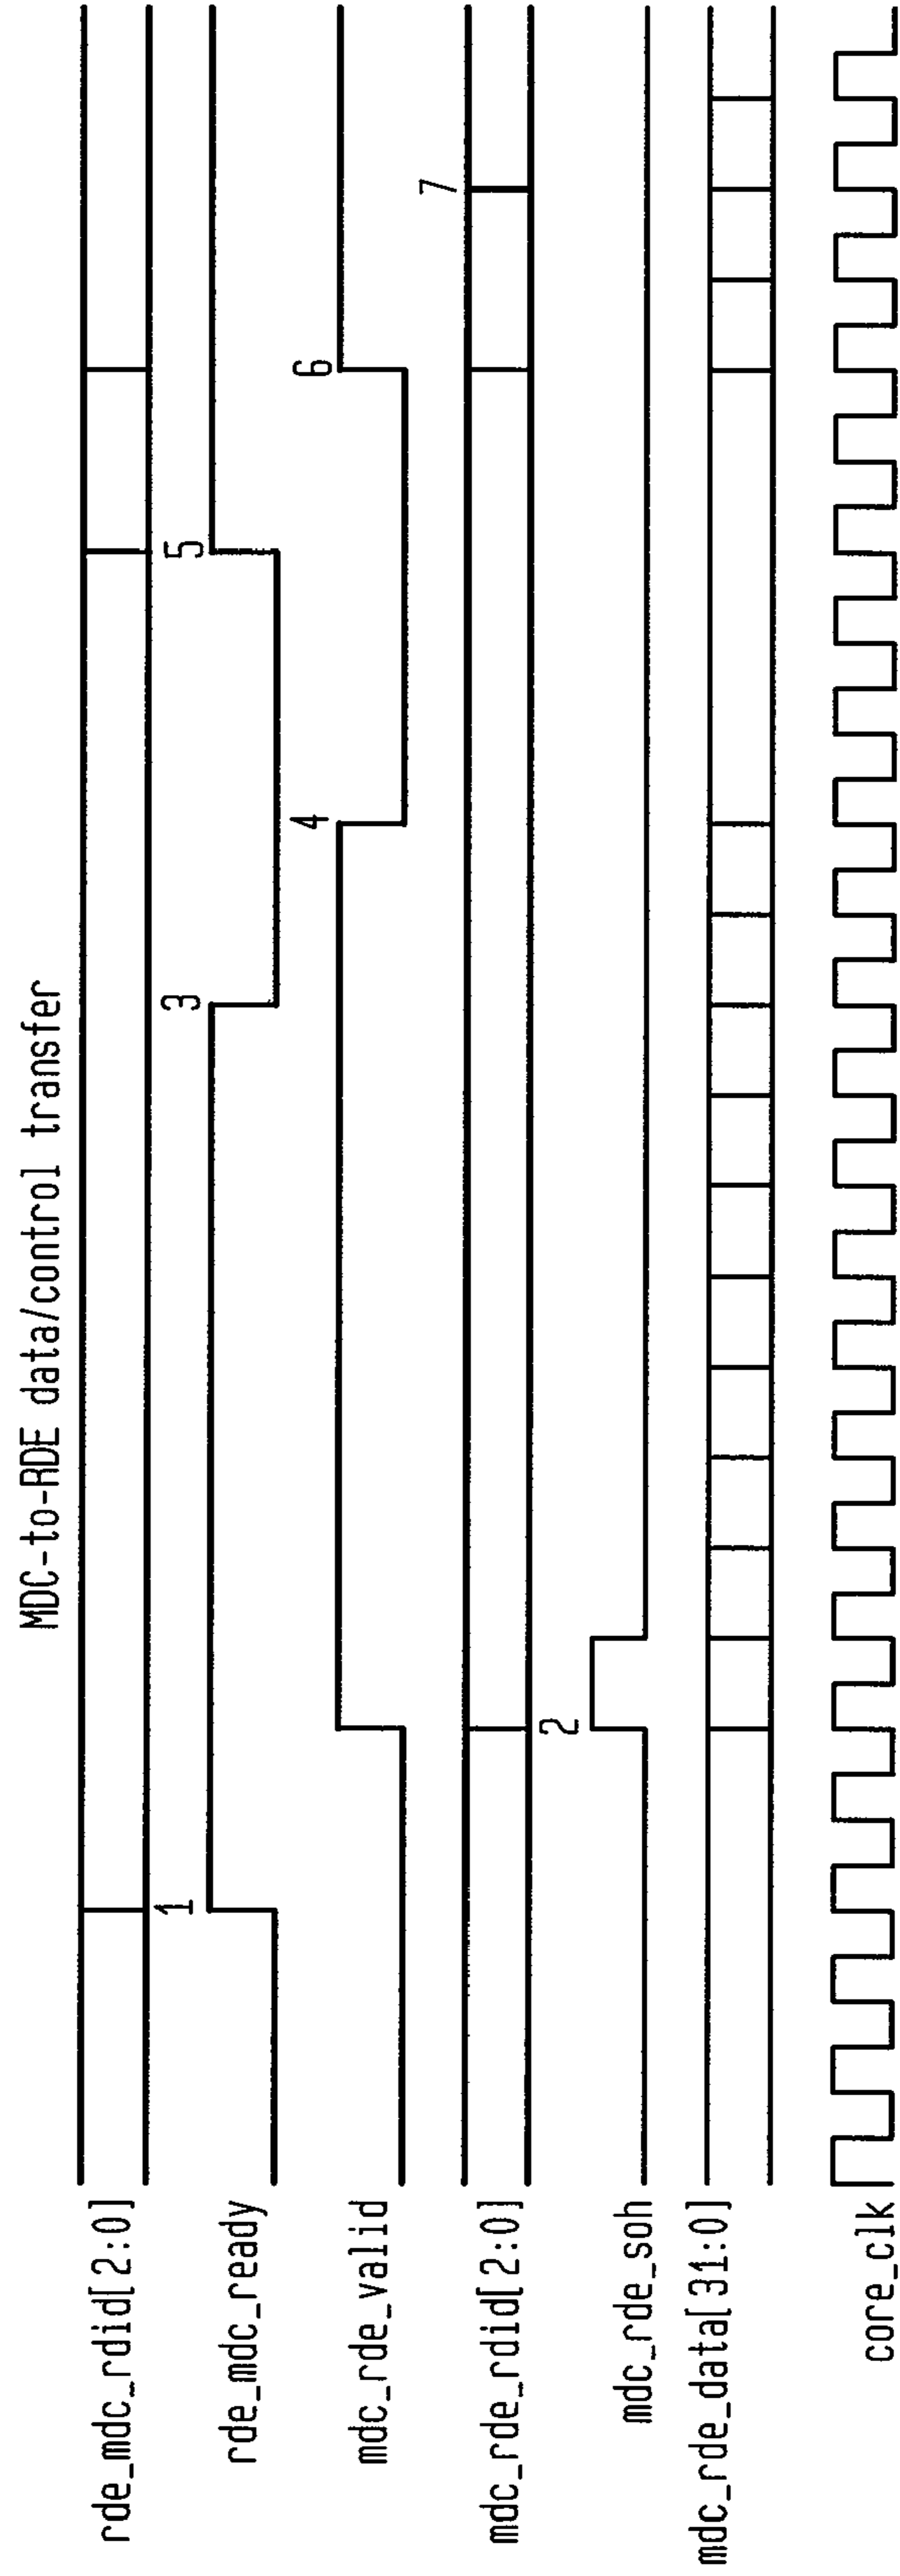 MDC-to-RDE data/control transfer
rde_mdc_rdid[2:0]
1
5
rde_mdc_ready
3
6
mdc_rde_valid
4
7
mdc_rde_rdid[2:0]
2
mdc_rde_soh
mdc_rde_data[31:0]
core_clk